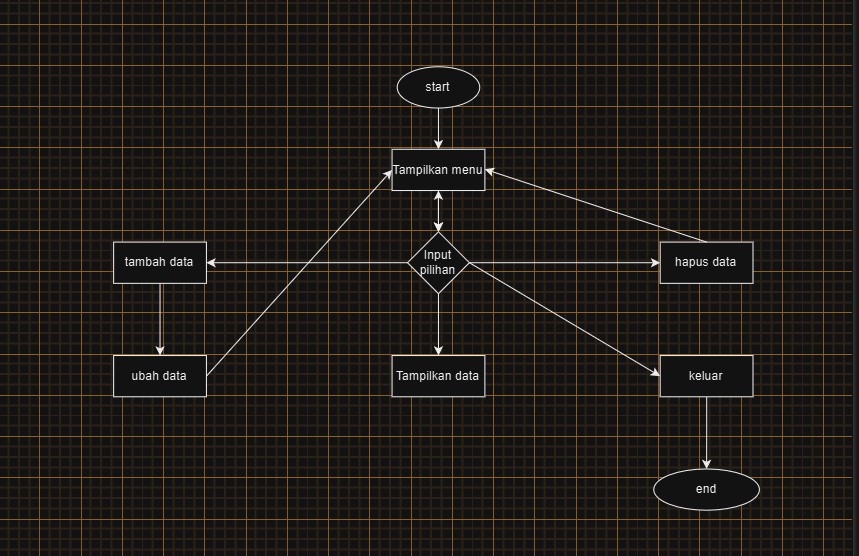 start
Tampilkan menu
tambah data
Input
pilihan
hapus data
ubah data
Tampilkan data
keluar
end